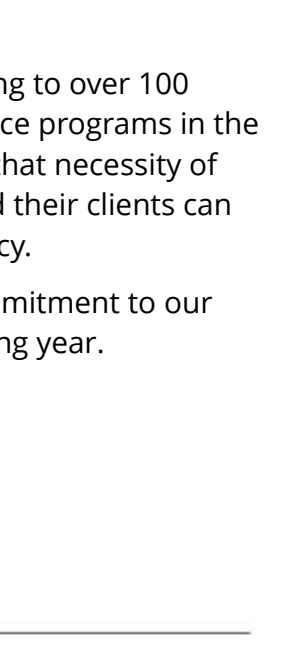 ng to over 100
ce programs in the
hat necessity of
d their clients can
cy.
mitment to our
ng year.